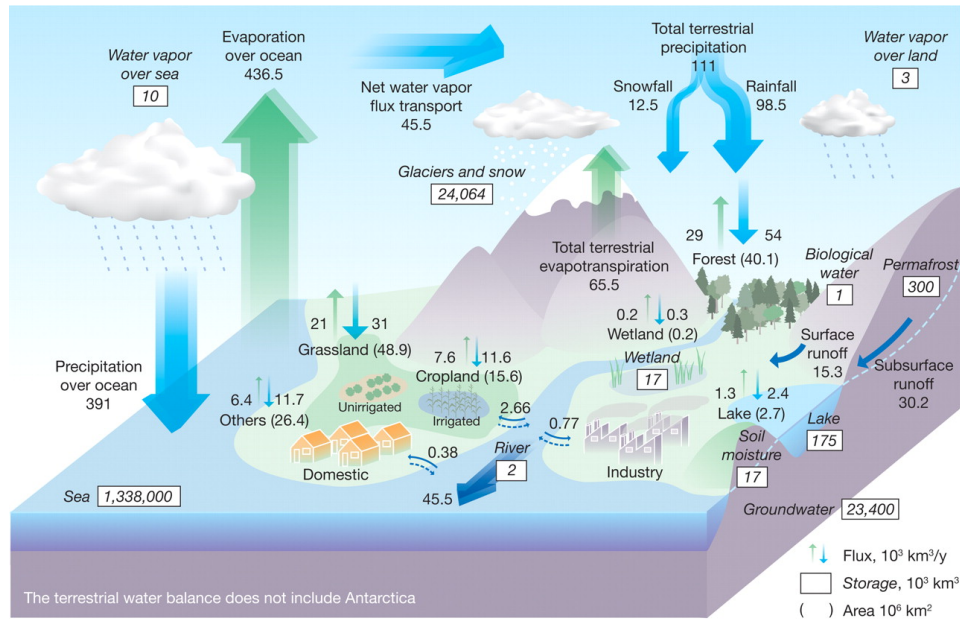 Water vapor
over sea
10
Evaporation
over ocean
436.5
Net water vapor
flux transport
45.5
Total terrestrial
precipitation
111
Snowfall
12.5
Rainfall
98.5
Water vapor
over land
3
Glaciers and snow
24,064
Total terrestrial
evapotranspiration
65.5
29
54
Forest (40.1)
Biological
water
1
Permafrost
300
Precipitation
over ocean
391
21
31
Grassland (48.9)
7.6
11.6
Cropland (15.6)
0.2
0.3
Wetland (0.2)
Wetland
17
Surface
runoff
15.3
Subsurface
runoff
30.2
6.4
11.7
Others (26.4)
Unirrigated
Irrigated
2.66
0.77
1.3
2.4
Lake (2.7)
Lake
175
Soil
moisture
17
Domestic
0.38
River
2
Industry
45.5
Sea
1,338,000
Groundwater
23,400
Flux, 10³ km³/y
Storage, 10³ km³
( ) Area 10⁶ km²
The terrestrial water balance does not include Antarctica